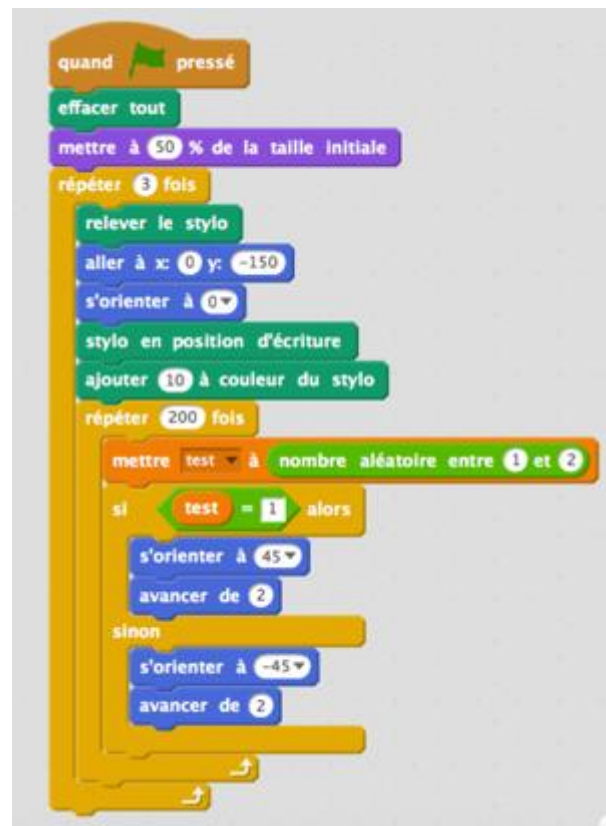 quand pressé
effacer tout
mettre à 50 % de la taille initiale
répéter 3 fois
relever le stylo
aller à x: 0 y: -150
s'orienter à 0
stylo en position d'écriture
ajouter 10 à couleur du stylo
répéter 200 fois
mettre test à nombre aléatoire entre 1 et 2
si test = 1 alors
s'orienter à 45
avancer de 2
sinon
s'orienter à -45
avancer de 2